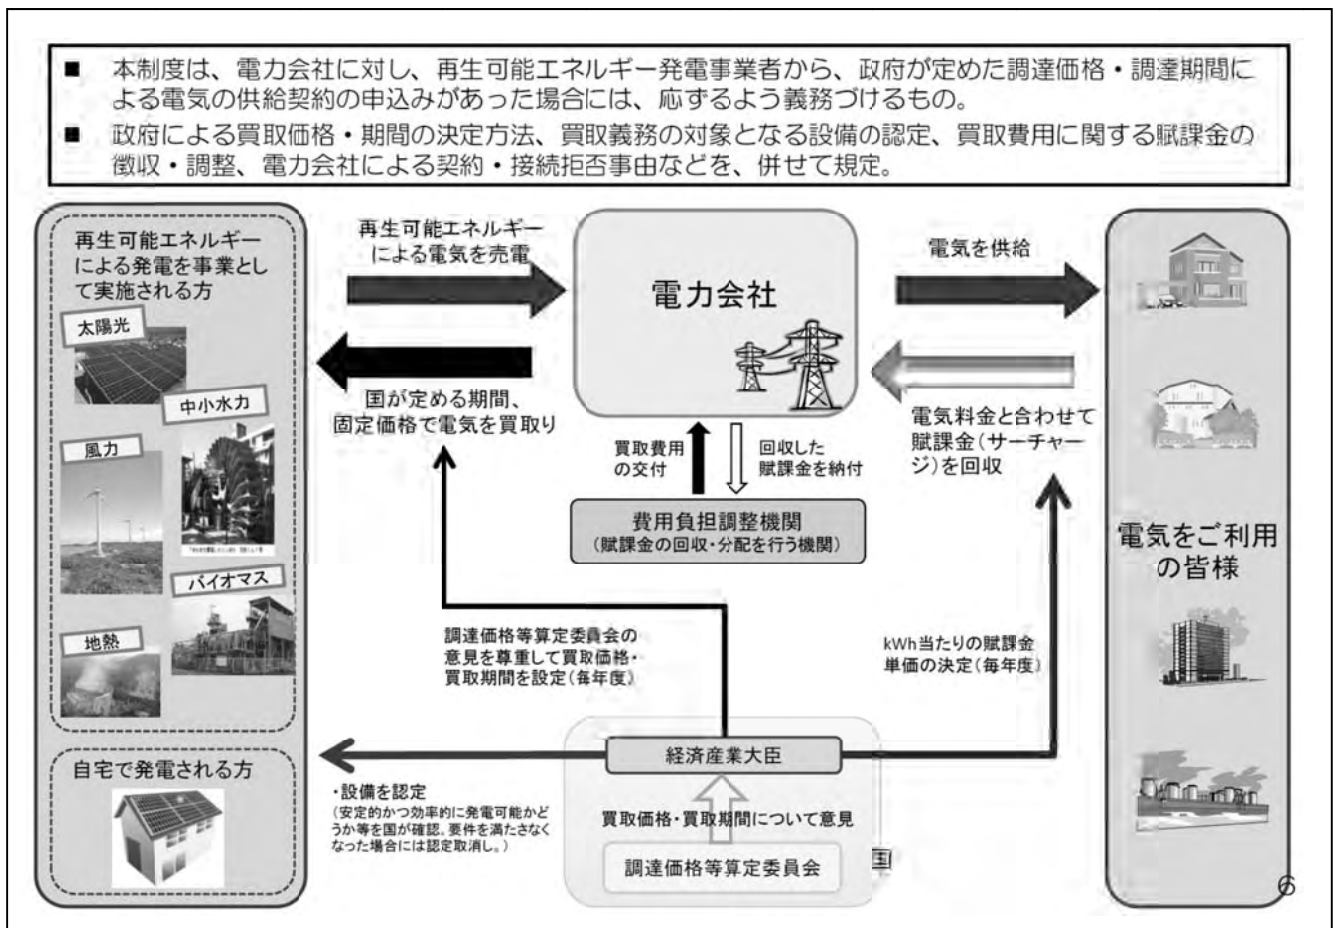 ■ 本制度は、電力会社に対し、再生可能エネルギー発電事業者から、政府が定めた調達価格・調達期間に
よる電気の供給契約の申込みがあった場合には、応ずるよう義務づけるもの。
■ 政府による買取価格・期間の決定方法、買取義務の対象となる設備の認定、買取費用に関する賦課金の
徴収・調整、電力会社による契約・接続拒否事由などを、併せて規定。
再生可能エネルギー
による発電を事業とし
て実施される方
太陽光
中小水力
風力
バイオマス
地熱
自宅で発電される方
再生可能エネルギー
による電気を売電
国が定める期間、
固定価格で電気を買取り
電力会社
電気を供給
電気料金と合わせて
賦課金(サーチャー
ジ)を回収
買取費用
の交付
回収した
賦課金を納付
費用負担調整機関
(賦課金の回収・分配を行う機関)
電気をご利用
の皆様
調達価格等算定委員会の
意見を尊重して買取価格・
買取期間を設定(毎年度)
kWh当たりの賦課金
単価の決定(毎年度)
経済産業大臣
・設備を認定
(安定的かつ効率的に発電可能かど
うか等を国が確認。要件を満たさなく
なった場合には認定取消し。)
買取価格・買取期間について意見
調達価格等算定委員会
国
6